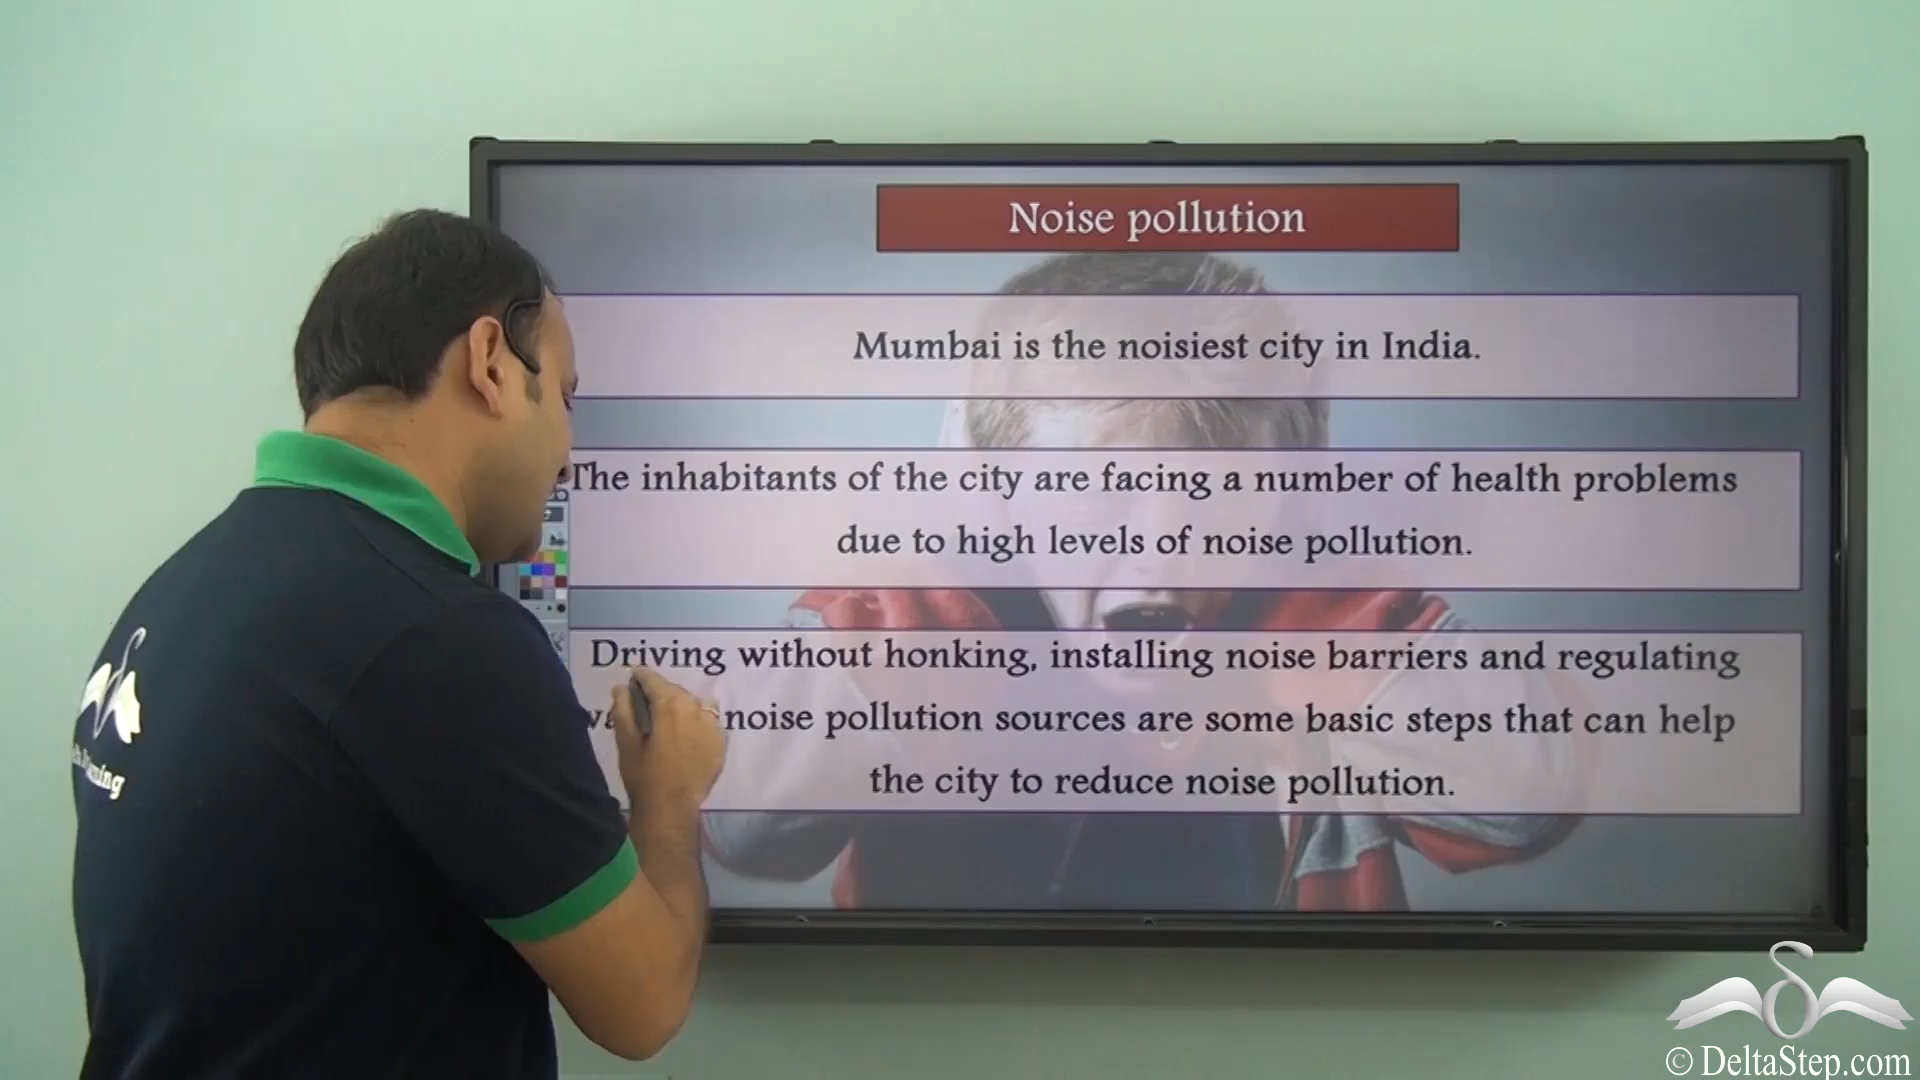 Noise pollution
Mumbai is the noisiest city in India.
The inhabitants of the city are facing a number of health problems
due to high levels of noise pollution.
Driving without honking, installing noise barriers and regulating
noise pollution sources are some basic steps that can help
the city to reduce noise pollution.
© DeltaStep.com